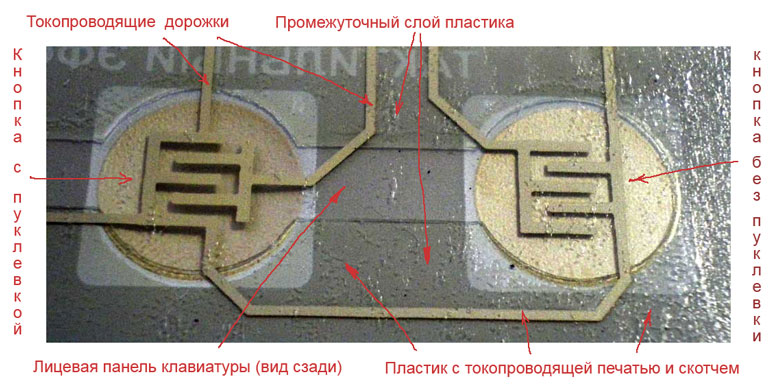 Токопроводящие дорожки
Промежуточный слой пластика
Кнопка с пуклевкой
кнопка без пуклевки
Лицевая панель клавиатуры (вид сзади)
Пластик с токопроводящей печатью и скотчем